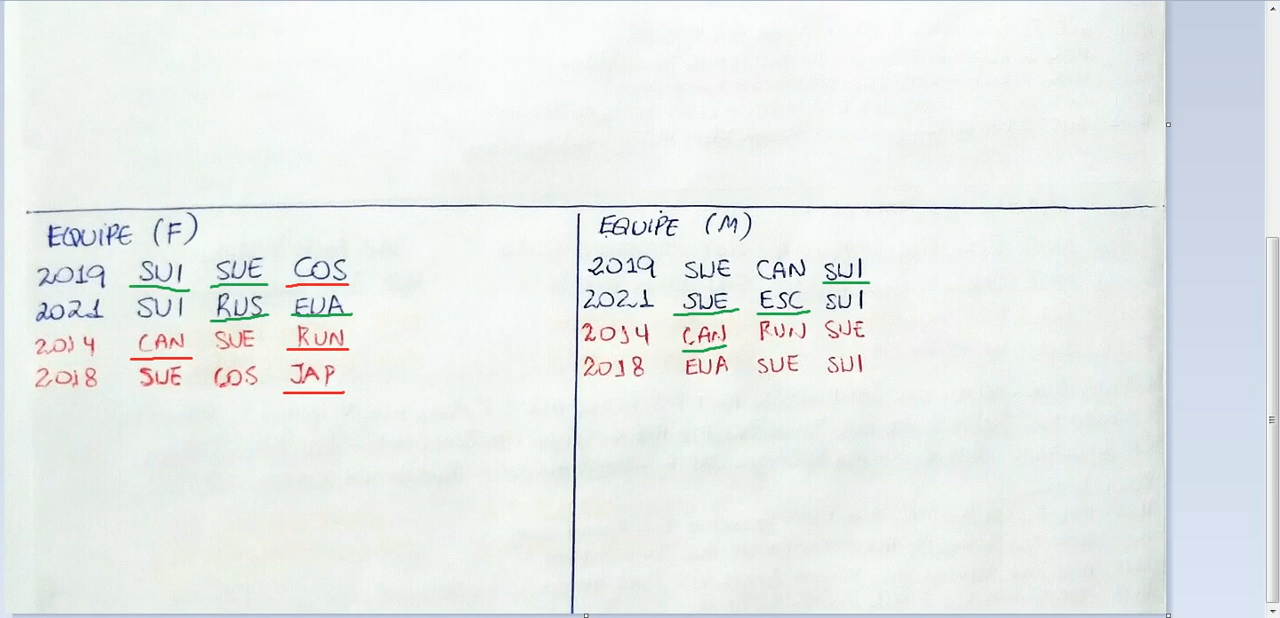 EQUIPE (F)
2019 SUI SUE COS
2021 SUI RUS EUA
2014 CAN SUE RUN
2018 SUE COS JAP
EQUIPE (M)
2019 SUE CAN SUI
2021 SUE ESC SUI
2014 CAN RUN SUE
2018 EUA SUE SUI